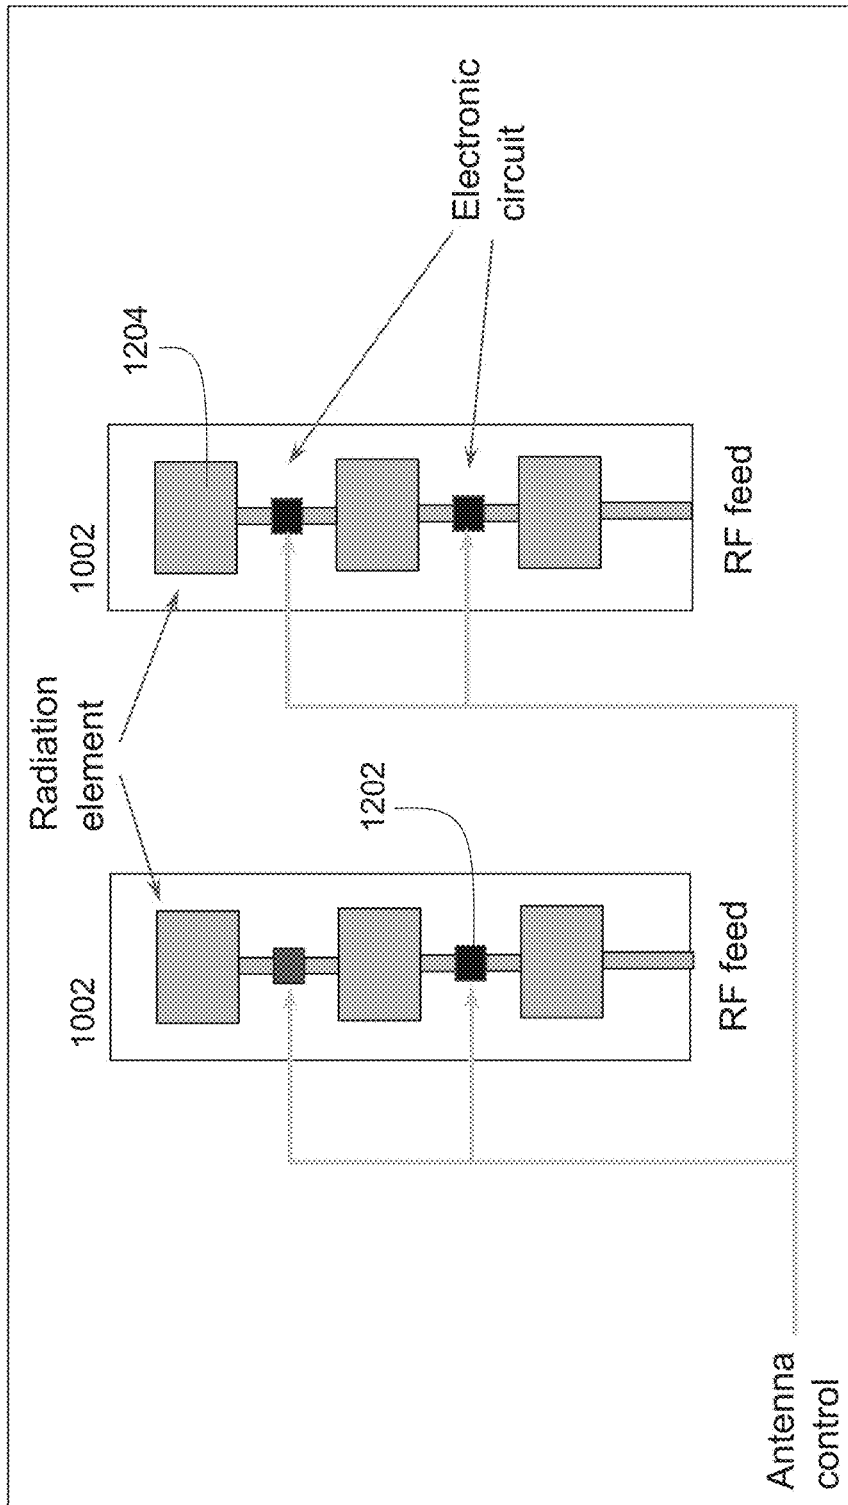 Radiation
element
1002
1204
1002
1202
Electronic
circuit
RF feed
RF feed
Antenna
control